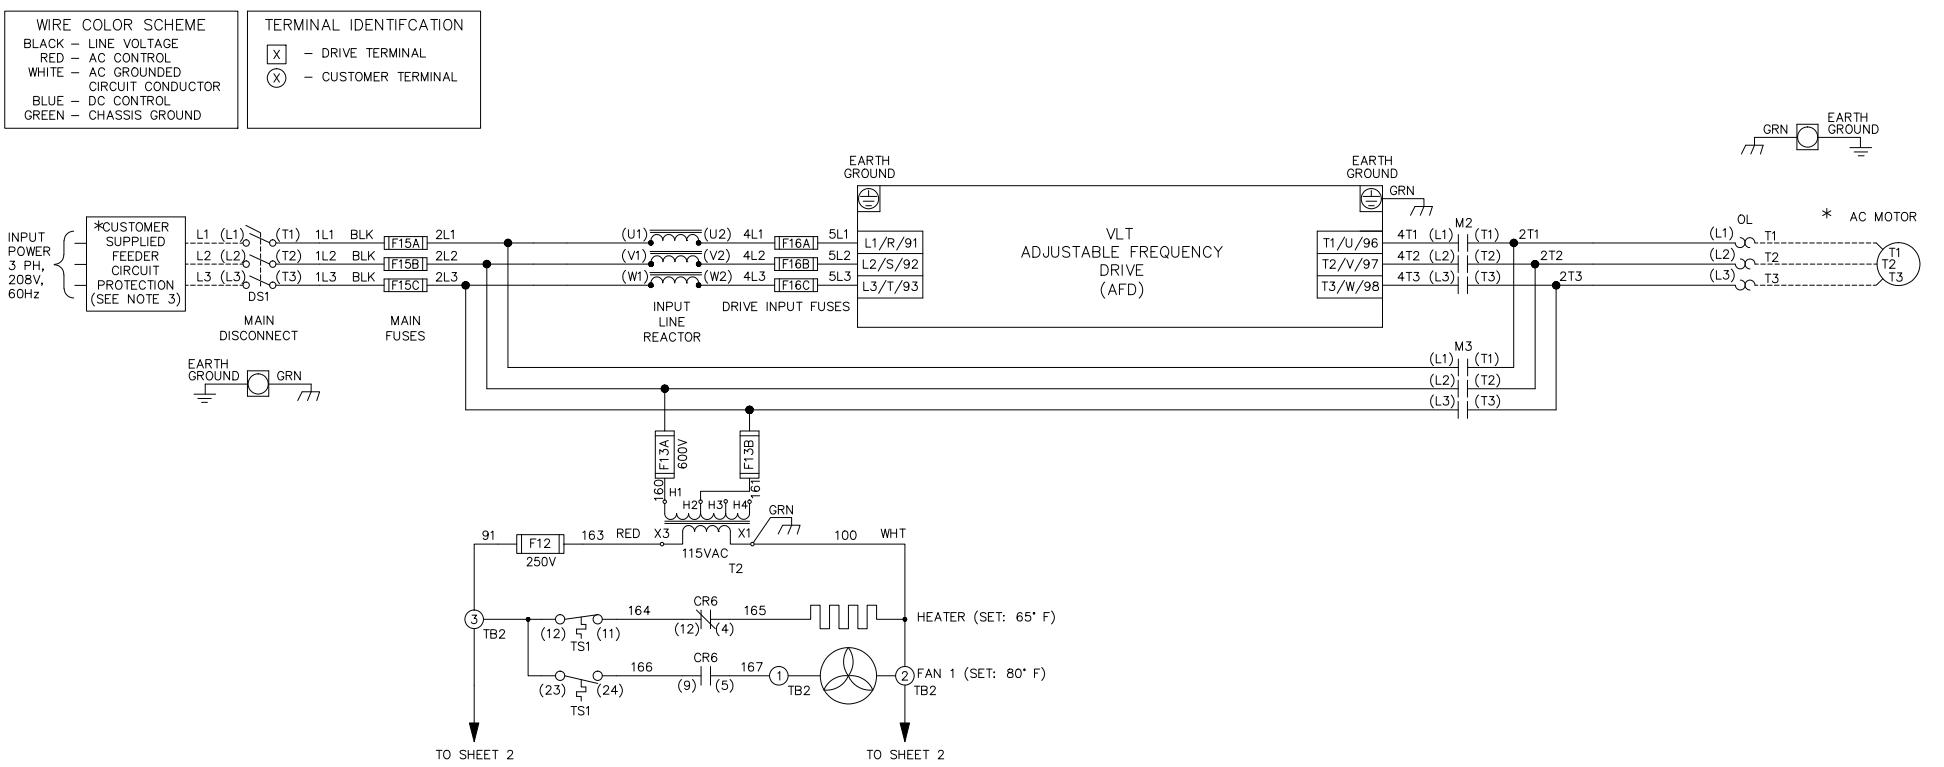 WIRE COLOR SCHEME
BLACK – LINE VOLTAGE
RED – AC CONTROL
WHITE – AC GROUNDED
CIRCUIT CONDUCTOR
BLUE – DC CONTROL
GREEN – CHASSIS GROUND
TERMINAL IDENTIFCATION
X – DRIVE TERMINAL
X – CUSTOMER TERMINAL
GRN
EARTH
GROUND
INPUT
POWER
3 PH,
208V,
60Hz
*CUSTOMER
SUPPLIED
FEEDER
CIRCUIT
PROTECTION
(SEE NOTE 3)
L1 (L1) (T1) 1L1 BLK F15A 2L1
L2 (L2) (T2) 1L2 BLK F15B 2L2
L3 (L3) (T3) 1L3 BLK F15C 2L3
DS1
MAIN
DISCONNECT
MAIN
FUSES
(U1) (U2) 4L1 F16A 5L1
(V1) (V2) 4L2 F16B 5L2
(W1) (W2) 4L3 F16C 5L3
INPUT
LINE
REACTOR
DRIVE INPUT FUSES
EARTH
GROUND
L1/R/91
L2/S/92
L3/T/93
VLT
ADJUSTABLE FREQUENCY
DRIVE
(AFD)
EARTH
GROUND
GRN
T1/U/96
T2/V/97
T3/W/98
M2
4T1 (L1) (T1) 2T1
4T2 (L2) (T2) 2T2
4T3 (L3) (T3) 2T3
OL
(L1) T1
(L2) T2
(L3) T3
* AC MOTOR
T1
T2
T3
M3
(L1) (T1)
(L2) (T2)
(L3) (T3)
EARTH
GROUND
GRN
F13A
600V
F13B
160
161
H1
H2 H3 H4
GRN
91 F12 163 RED X3 X1 100 WHT
250V
115VAC
T2
3
TB2
(12) (11)
TS1
164
CR6
(12) (4)
165
HEATER (SET: 65° F)
(23) (24)
TS1
166
CR6
(9) (5)
167
1
TB2
2
TB2
FAN 1 (SET: 80° F)
TO SHEET 2
TO SHEET 2